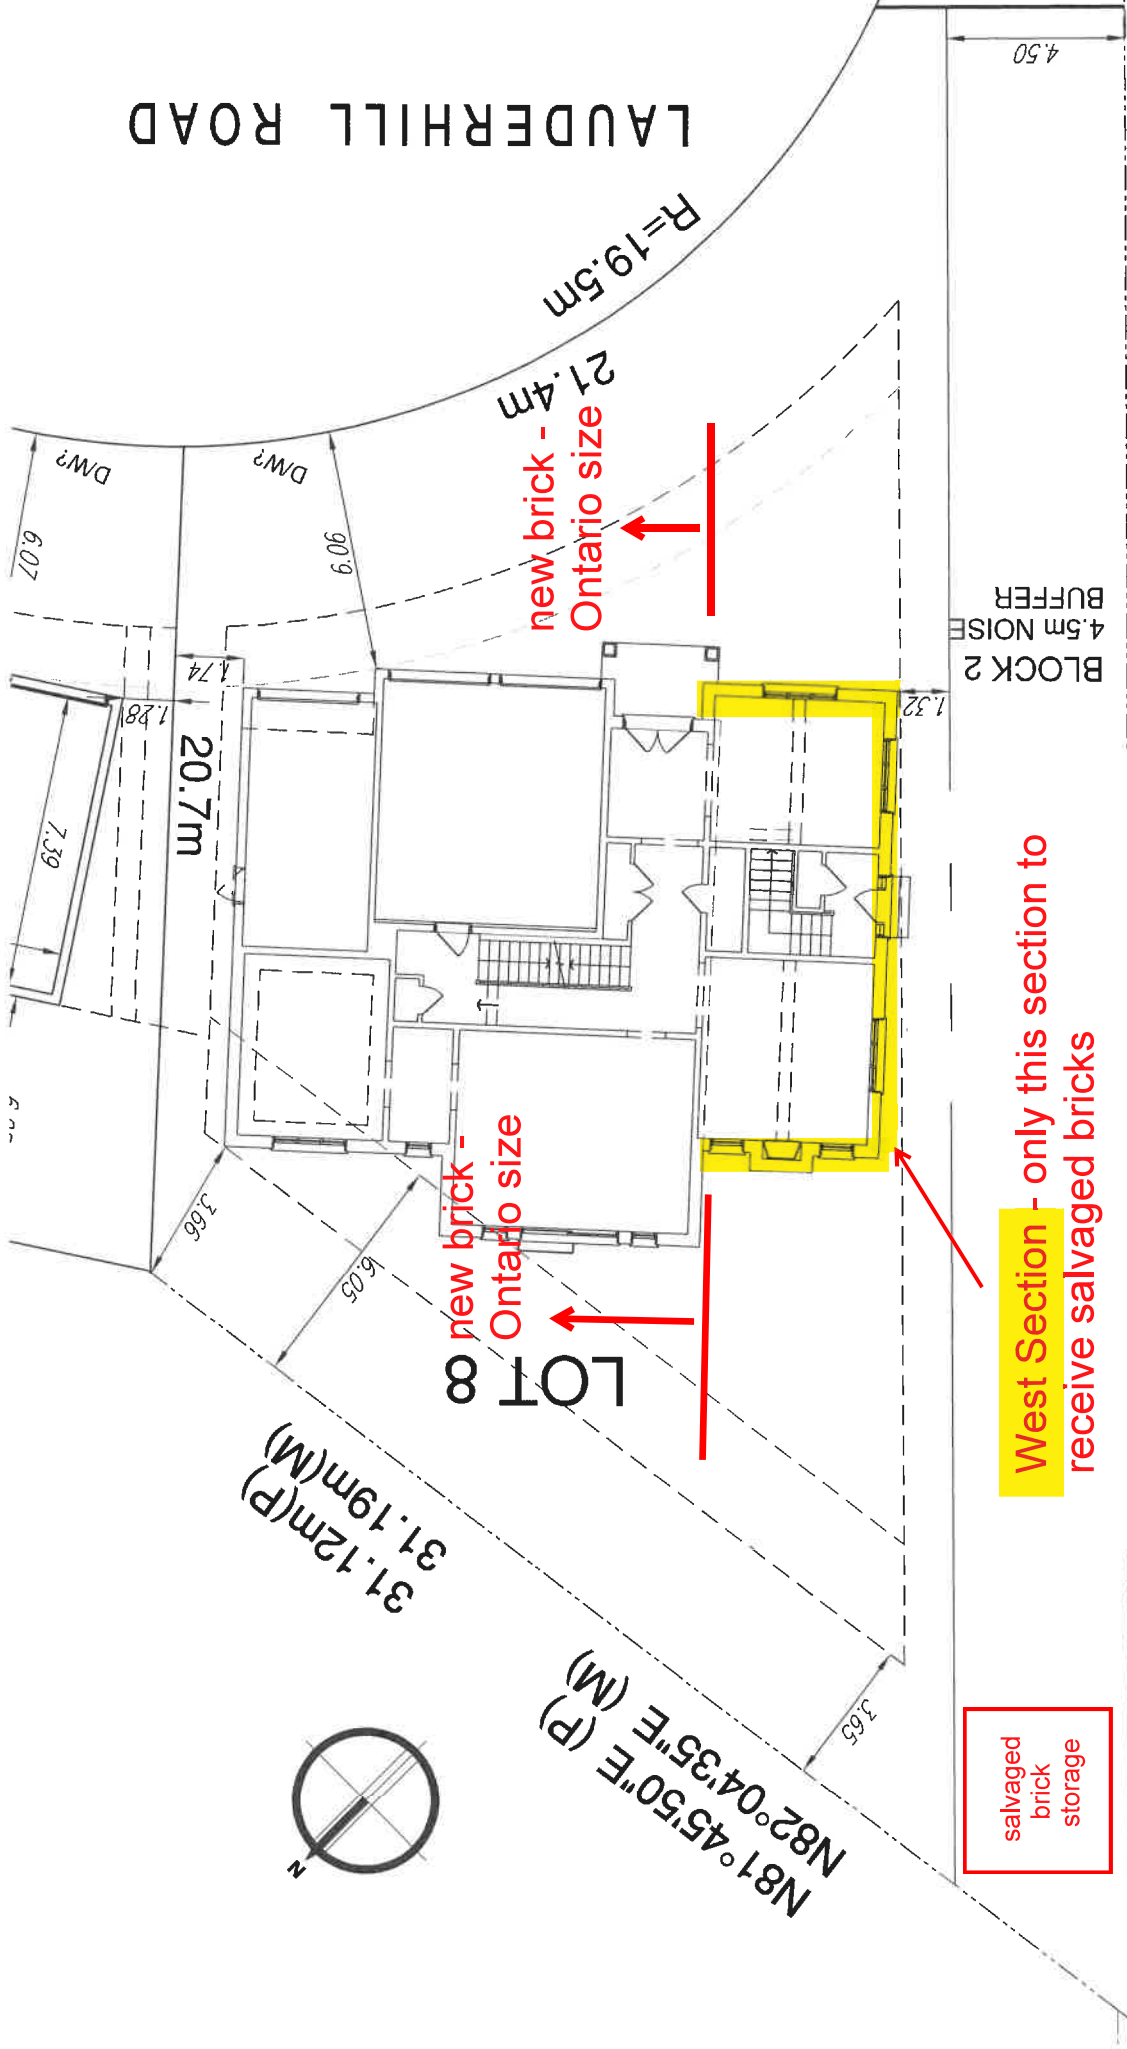 4.50
LAUDERHILL ROAD
R=19.5m
21.4m
new brick -
Ontario size
D/W?
D/W?
6.07
6.06
1.74
1.28
20.7m
7.39
BLOCK 2
4.5m NOISE
BUFFER
1.32
West Section - only this section to
receive salvaged bricks
new brick -
Ontario size
3.66
6.05
LOT 8
31.12m(P)
31.19m(M)
N81°45'50"E (P)
N82°04'35"E (M)
3.65
N
salvaged
brick
storage